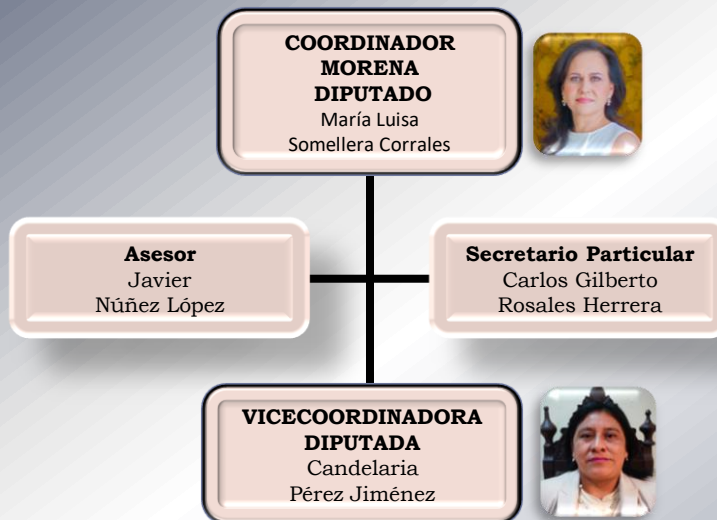 COORDINADOR
MORENA
DIPUTADO
María Luisa
Somellera Corrales
Asesor
Javier
Núñez López
Secretario Particular
Carlos Gilberto
Rosales Herrera
VICECOORDINADORA
DIPUTADA
Candelaria
Pérez Jiménez